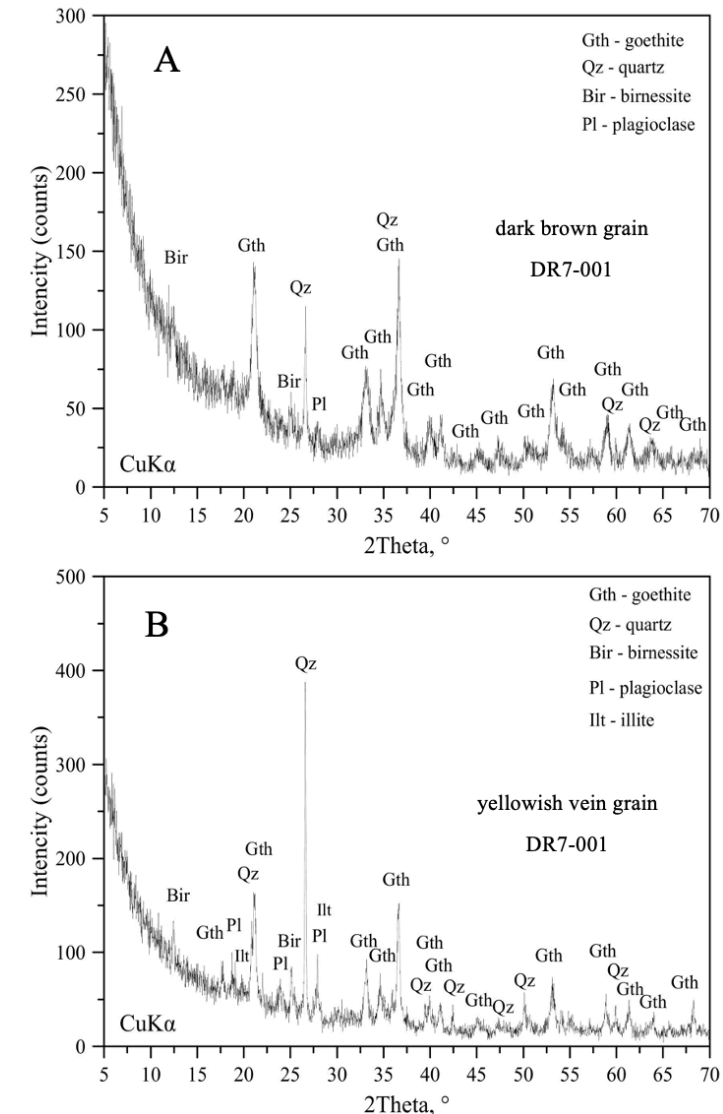 300
250
200
150
100
50
0
Intencity (counts)
A
Gth - goethite
Qz - quartz
Bir - birnessite
Pl - plagioclase
dark brown grain
DR7-001
Bir
Gth
Qz
Bir
Pl
Gth
Gth
Qz
Gth
Gth
Gth
Gth
Gth
Gth
Gth
Gth
Gth
Qz
Gth
Qz
Gth
Gth
CuKα
5 10 15 20 25 30 35 40 45 50 55 60 65 70
2Theta, °
500
400
300
200
100
0
Intencity (counts)
B
Gth - goethite
Qz - quartz
Bir - birnessite
Pl - plagioclase
Ilt - illite
yellowish vein grain
DR7-001
Bir
Gth
Pl
Ilt
Gth
Qz
Pl
Bir
Qz
Ilt
Pl
Gth
Gth
Gth
Qz
Gth
Gth
Qz
Gth
Qz
Qz
Gth
Gth
Qz
Gth
Gth
Gth
CuKα
5 10 15 20 25 30 35 40 45 50 55 60 65 70
2Theta, °